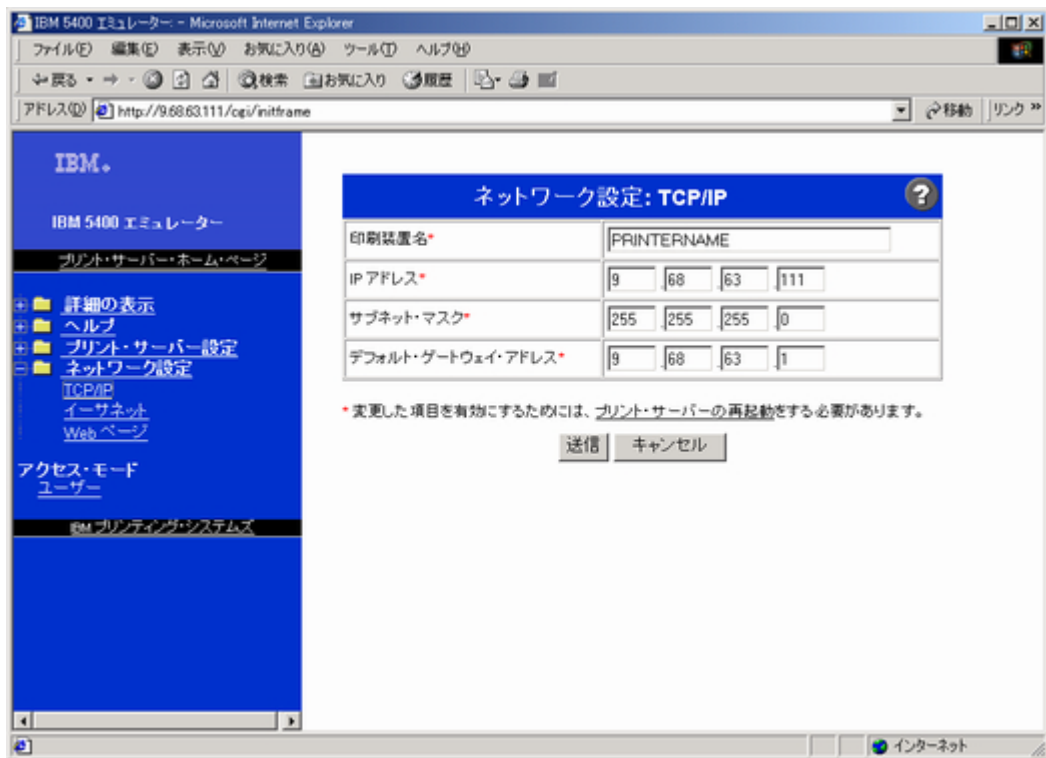 IBM 5400 エミュレーター: - Microsoft Internet Explorer
ファイル(F) 編集(E) 表示(V) お気に入り(A) ツール(T) ヘルプ(H)
戻る 検索 お気に入り 履歴
アドレス(D) http://9.68.63.111/cgi/initframe 移動 リンク »
IBM®
IBM 5400 エミュレーター
プリント・サーバー・ホーム・ページ
詳細の表示
ヘルプ
プリント・サーバー設定
ネットワーク設定
TCP/IP
イーサネット
Web ページ
アクセス・モード
ユーザー
IBM プリンティング・システムズ
ネットワーク設定: TCP/IP ?
印刷装置名* PRINTERNAME
IP アドレス* 9 .68 .63 .111
サブネット・マスク* 255 .255 .255 .0
デフォルト・ゲートウェイ・アドレス* 9 .68 .63 .1
* 変更した項目を有効にするためには、プリント・サーバーの再起動をする必要があります。
送信 キャンセル
インターネット